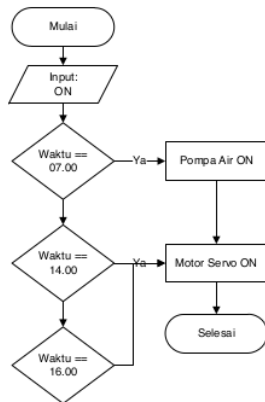 Mulai
Input:
ON
Waktu ==
07.00
Ya
Pompa Air ON
Waktu ==
14.00
Ya
Motor Servo ON
Selesai
Waktu ==
16.00